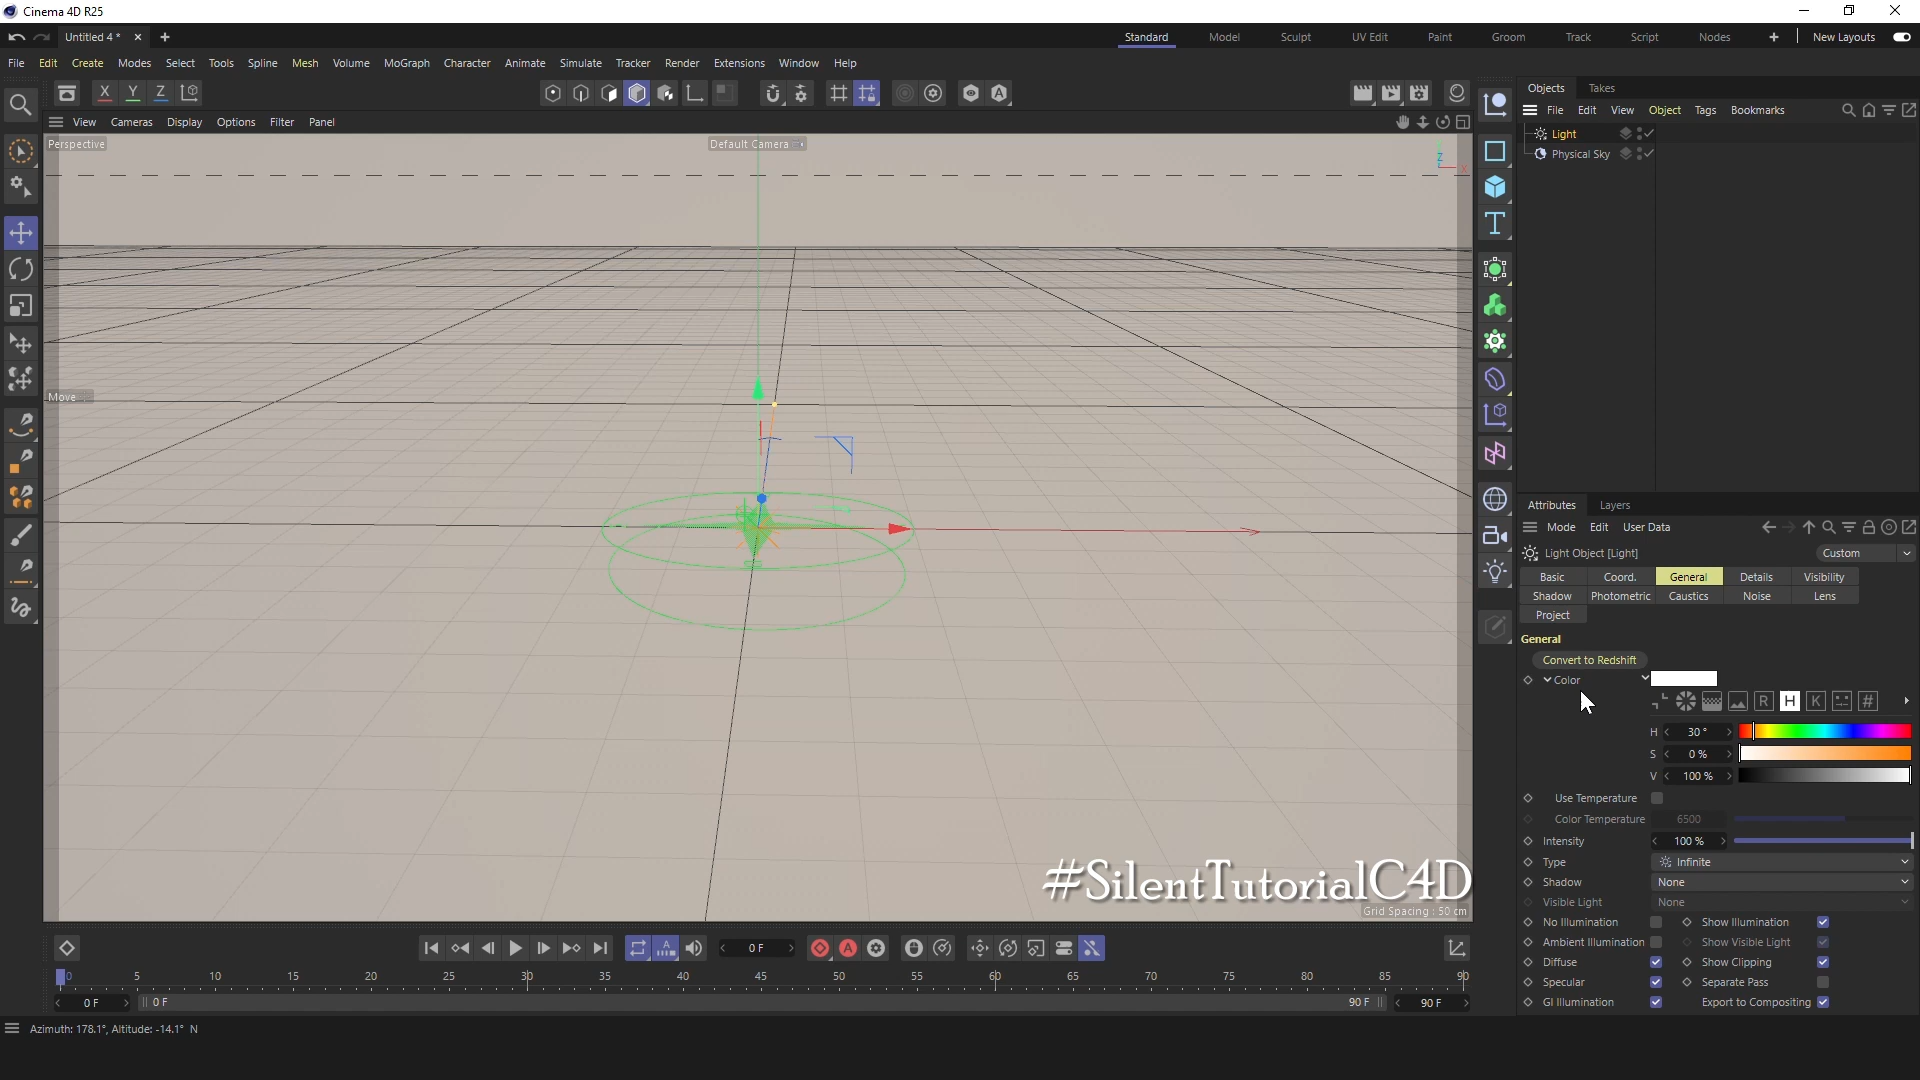 Cinema 4D R25
Untitled 4 *
Standard Model Sculpt UV Edit Paint Groom Track Script Nodes New Layouts
File Edit Create Modes Select Tools Spline Mesh Volume MoGraph Character Animate Simulate Tracker Render Extensions Window Help
X Y Z
Objects Takes
File Edit View Object Tags Bookmarks
View Cameras Display Options Filter Panel
Light
Physical Sky
Perspective
Default Camera
Z
X
Move
Attributes Layers
Mode Edit User Data
Light Object [Light] Custom
Basic Coord. General Details Visibility
Shadow Photometric Caustics Noise Lens
Project
General
Convert to Redshift
Color
R H K #
H 30 °
S 0 %
V 100 %
Use Temperature
Color Temperature 6500
Intensity 100 %
Type Infinite
Shadow None
Visible Light None
No Illumination Show Illumination
Ambient Illumination Show Visible Light
Diffuse Show Clipping
Specular Separate Pass
GI Illumination Export to Compositing
#SilentTutorialC4D
Grid Spacing : 50 cm
0 F
0 5 10 15 20 25 30 35 40 45 50 55 60 65 70 75 80 85 90
0 F 0 F 90 F 90 F
Azimuth: 178.1°, Altitude: -14.1° N